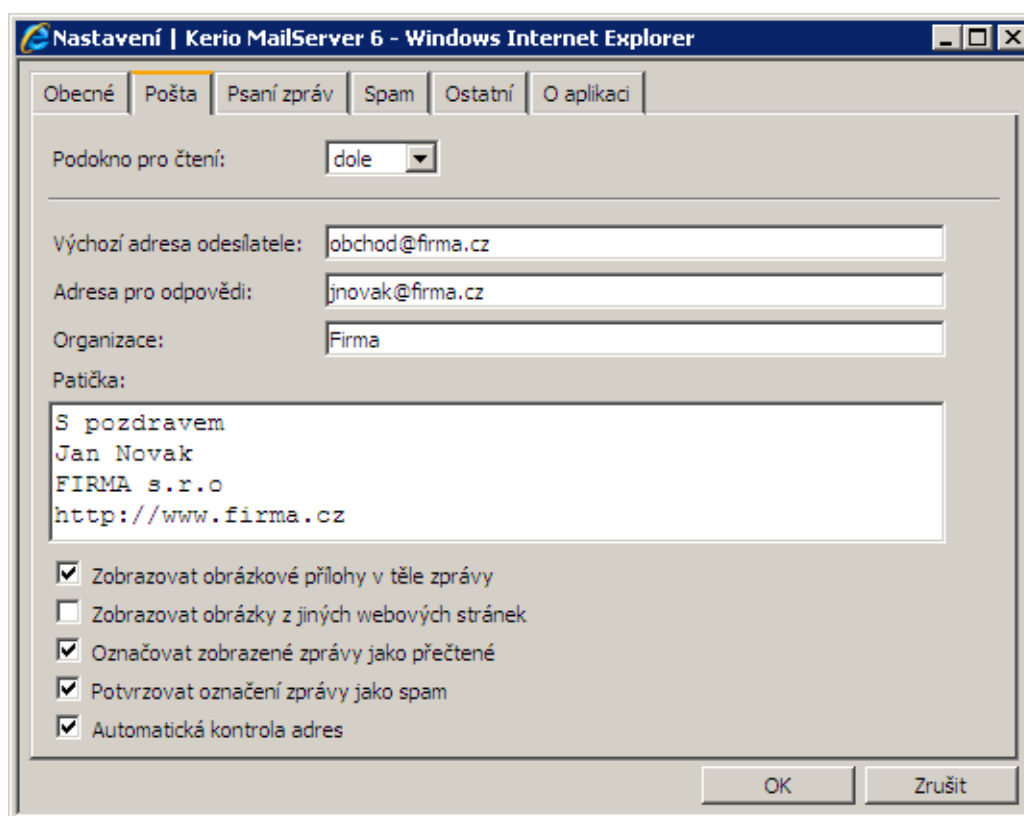 Nastavení | Kerio MailServer 6 - Windows Internet Explorer
Obecné Pošta Psaní zpráv Spam Ostatní O aplikaci
Podokno pro čtení: dole
Výchozí adresa odesílatele: obchod@firma.cz
Adresa pro odpovědi: jnovak@firma.cz
Organizace: Firma
Patička:
S pozdravem
Jan Novak
FIRMA s.r.o
http://www.firma.cz
Zobrazovat obrázkové přílohy v těle zprávy
Zobrazovat obrázky z jiných webových stránek
Označovat zobrazené zprávy jako přečtené
Potvrzovat označení zprávy jako spam
Automatická kontrola adres
OK Zrušit